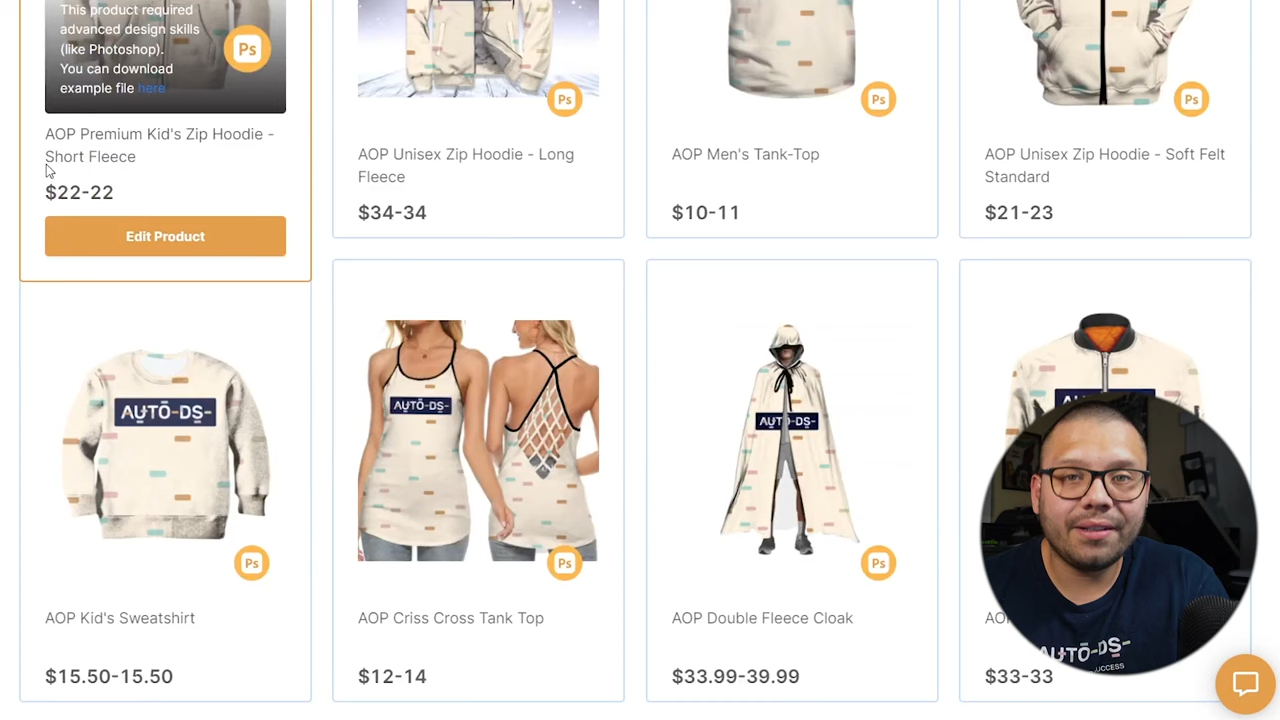 This product required
advanced design skills
(like Photoshop).
You can download
example file here
Ps
Ps
Ps
Ps
AOP Premium Kid's Zip Hoodie -
Short Fleece
$22-22
Edit Product
AOP Unisex Zip Hoodie - Long
Fleece
$34-34
AOP Men's Tank-Top
$10-11
AOP Unisex Zip Hoodie - Soft Felt
Standard
$21-23
AUTO-DS-
AUTO-DS-
AUTO-DS-
Ps
Ps
Ps
AOP Kid's Sweatshirt
$15.50-15.50
AOP Criss Cross Tank Top
$12-14
AOP Double Fleece Cloak
$33.99-39.99
$33-33
AUTO-DS-
SUCCESS